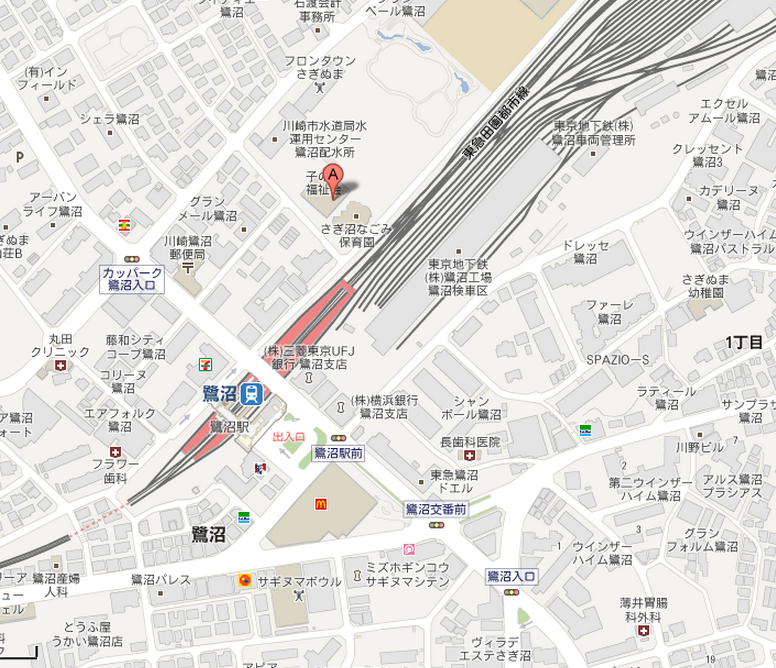 ェル鷺沼
石渡会計
事務所
ペール鷺沼
(有)イン
フィールド
シェラ鷺沼
フロンタウン
さぎぬま
川崎市水道局水
運用センター
鷺沼配水所
東急田園都市線
東京地下鉄(株)
鷺沼車両管理所
エクセル
アムール鷺沼
クレッセント
鷺沼3
カデリーヌ
鷺沼
ウインザーハイム
鷺沼パストラル
P
アーバン
ライフ鷺沼
グラン
メール鷺沼
A
子の
福祉会
さぎ沼なごみ
保育園
ぎぬま
山荘B
川崎鷺沼
郵便局
カッパーク
鷺沼入口
東京地下鉄
(株)鷺沼工場
鷺沼検車区
ドレッセ
鷺沼
さぎぬま
幼稚園
ファーレ
鷺沼
SPAZIO-S
1丁目
丸田
クリニック
藤和シティ
コープ鷺沼
コリーヌ
鷺沼
エアフォルク
鷺沼
(株)三菱東京UFJ
銀行 鷺沼支店
鷺沼
鷺沼駅
(株)横浜銀行
鷺沼支店
シャン
ボール鷺沼
ラティール
鷺沼
サンプラザ
出入口
鷺沼駅前
長歯科医院
川野ビル
7
フラワー
歯科
東急鷺沼
ドエル
2
第二ウインザー
ハイム鷺沼
アルス鷺沼
プラシアス
鷺沼交番前
3
グラン
フォルム鷺沼
鷺沼
1
ウインザー
ハイム鷺沼
ミズホギンコウ
サギヌマシテン
鷺沼入口
鷺沼産婦
人科
鷺沼パレス
サギヌマボウル
薄井胃腸
科外科
とうふ屋
うかい鷺沼店
ヴィラデ
エステさぎ沼
アピア
19
10